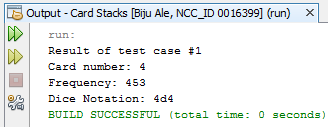 Output - Card Stacks [Biju Ale, NCC_ID 0016399] (run)
run:
Result of test case #1
Card number: 4
Frequency: 453
Dice Notation: 4d4
BUILD SUCCESSFUL (total time: 0 seconds)